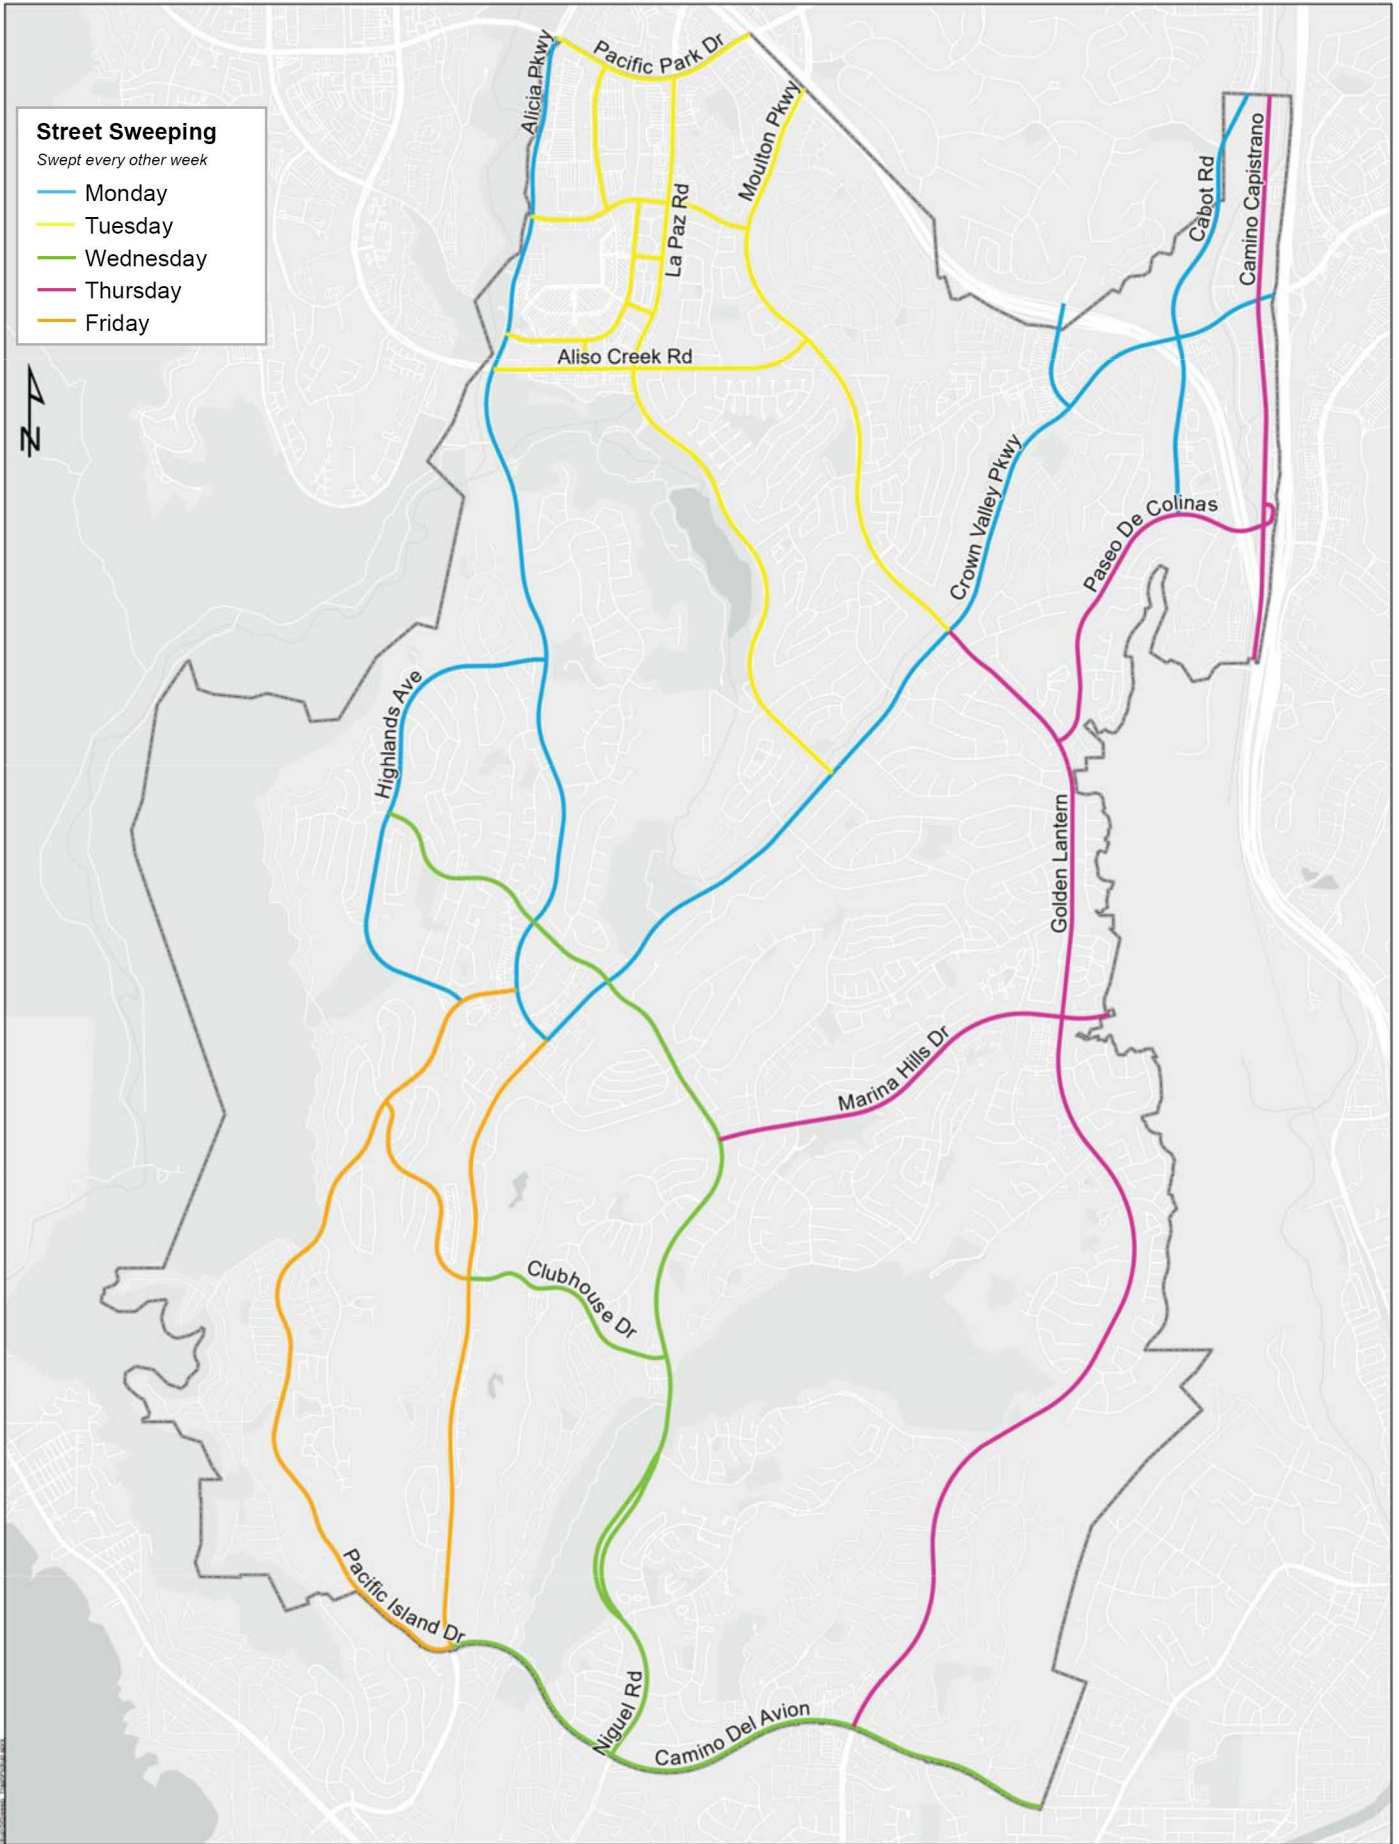 Street Sweeping
Swept every other week
Monday
Tuesday
Wednesday
Thursday
Friday
N
Alicia Pkwy
Pacific Park Dr
Moulton Pkwy
La Paz Rd
Cabot Rd
Camino Capistrano
Aliso Creek Rd
Crown Valley Pkwy
Paseo De Colinas
Highlands Ave
Golden Lantern
Marina Hills Dr
Clubhouse Dr
Pacific Island Dr
Niguel Rd
Camino Del Avion